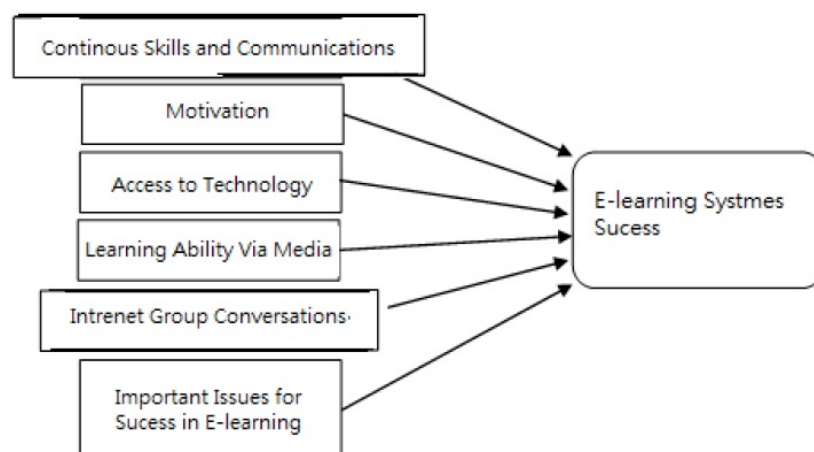 Continous Skills and Communications
Motivation
Access to Technology
Learning Ability Via Media
Intrenet Group Conversations
Important Issues for
Sucess in E-learning
E-learning Systmes
Sucess